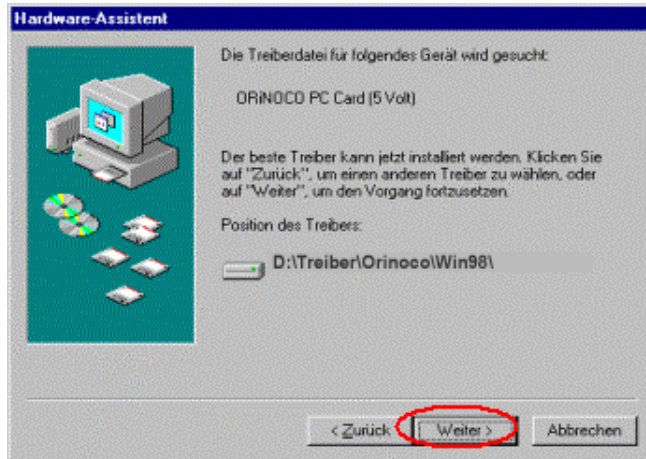 Hardware-Assistent
Die Treiberdatei für folgendes Gerät wird gesucht:
ORiNOCO PC Card (5 Volt)
Der beste Treiber kann jetzt installiert werden. Klicken Sie
auf "Zurück", um einen anderen Treiber zu wählen, oder
auf "Weiter", um den Vorgang fortzusetzen.
Position des Treibers:
D:\Treiber\Orinoco\Win98\
< Zurück Weiter > Abbrechen